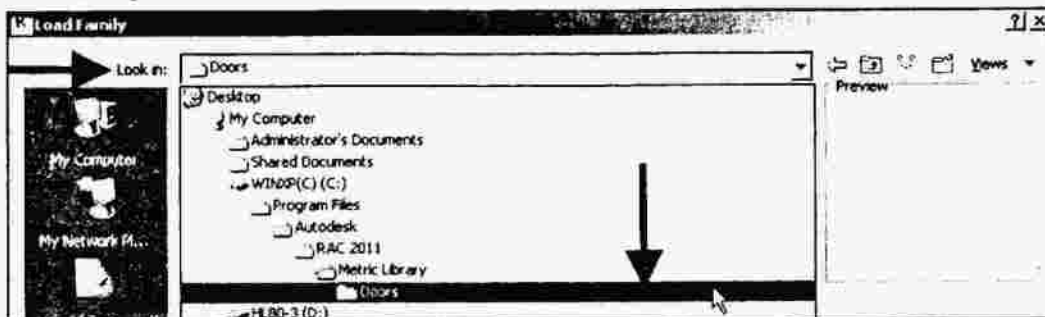 Load Family
Look in: Doors Views
Preview
Desktop
My Computer
Administrator's Documents
Shared Documents
WINXP(C) (C:)
Program Files
Autodesk
RAC 2011
Metric Library
Doors
HL80-3 (D:)
My Computer
My Network Pl...